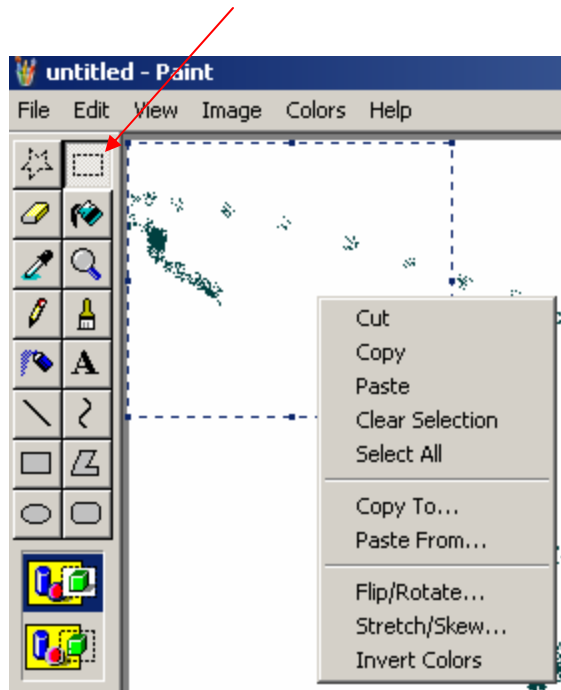 untitled - Paint
File Edit View Image Colors Help
A
Cut
Copy
Paste
Clear Selection
Select All
Copy To...
Paste From...
Flip/Rotate...
Stretch/Skew...
Invert Colors